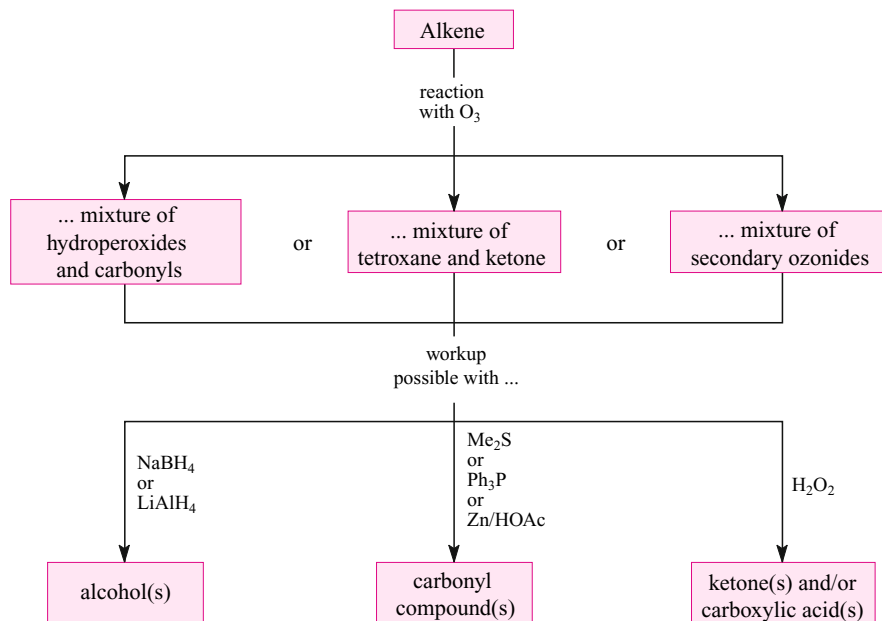 Alkene
reaction
with O₃
... mixture of
hydroperoxides
and carbonyls
or
... mixture of
tetroxane and ketone
or
... mixture of
secondary ozonides
workup
possible with ...
NaBH₄
or
LiAlH₄
Me₂S
or
Ph₃P
or
Zn/HOAc
H₂O₂
alcohol(s)
carbonyl
compound(s)
ketone(s) and/or
carboxylic acid(s)